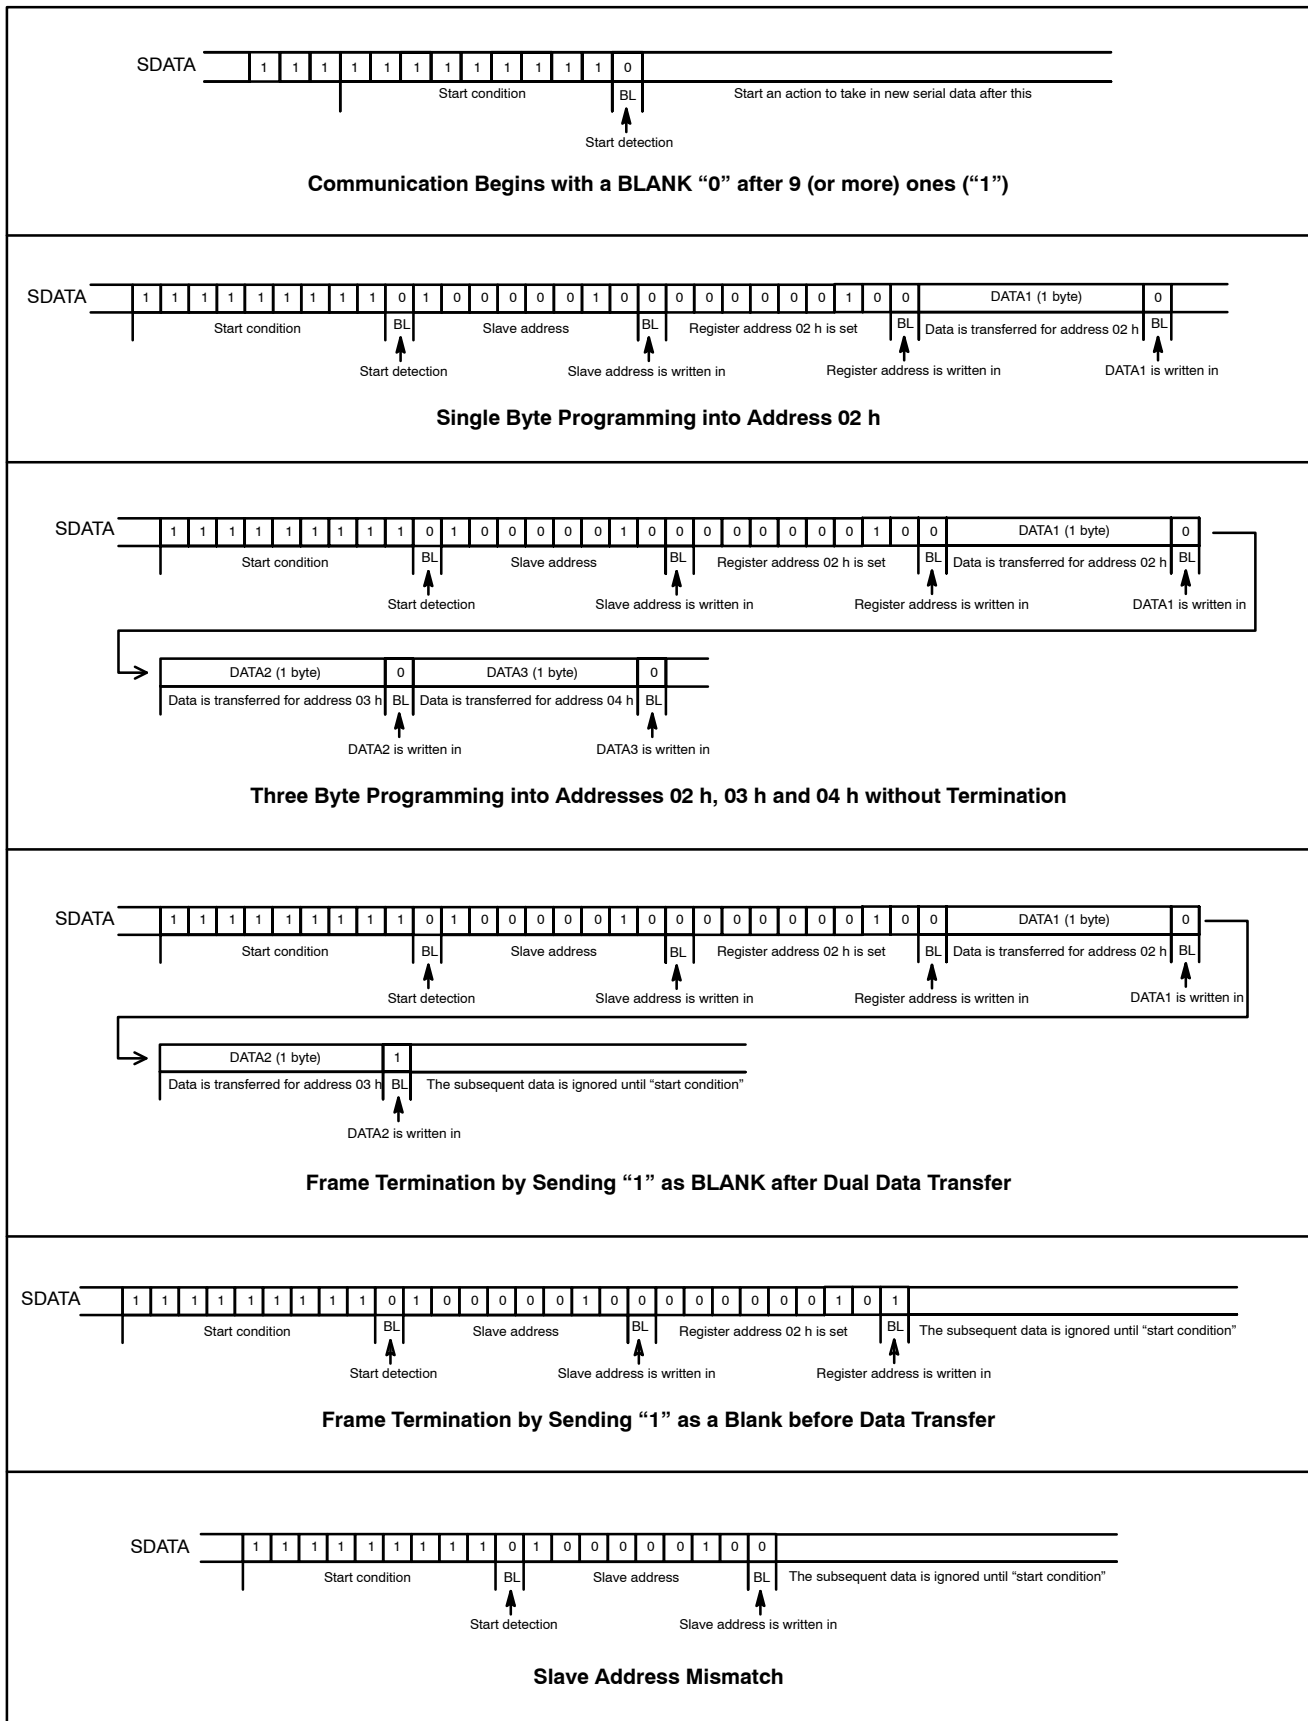 SDATA 1 1 1 1 1 1 1 1 1 1 1 1 0
Start condition BL Start an action to take in new serial data after this
Start detection
Communication Begins with a BLANK “0” after 9 (or more) ones (“1”)
SDATA 1 1 1 1 1 1 1 1 1 0 1 0 0 0 0 0 1 0 0 0 0 0 0 0 0 1 0 0 DATA1 (1 byte) 0
Start condition BL Slave address BL Register address 02 h is set BL Data is transferred for address 02 h BL
Start detection Slave address is written in Register address is written in DATA1 is written in
Single Byte Programming into Address 02 h
SDATA 1 1 1 1 1 1 1 1 1 0 1 0 0 0 0 0 1 0 0 0 0 0 0 0 0 1 0 0 DATA1 (1 byte) 0
Start condition BL Slave address BL Register address 02 h is set BL Data is transferred for address 02 h BL
Start detection Slave address is written in Register address is written in DATA1 is written in
DATA2 (1 byte) 0 DATA3 (1 byte) 0
Data is transferred for address 03 h BL Data is transferred for address 04 h BL
DATA2 is written in DATA3 is written in
Three Byte Programming into Addresses 02 h, 03 h and 04 h without Termination
SDATA 1 1 1 1 1 1 1 1 1 0 1 0 0 0 0 0 1 0 0 0 0 0 0 0 0 1 0 0 DATA1 (1 byte) 0
Start condition BL Slave address BL Register address 02 h is set BL Data is transferred for address 02 h BL
Start detection Slave address is written in Register address is written in DATA1 is written in
DATA2 (1 byte) 1
Data is transferred for address 03 h BL The subsequent data is ignored until “start condition”
DATA2 is written in
Frame Termination by Sending “1” as BLANK after Dual Data Transfer
SDATA 1 1 1 1 1 1 1 1 1 1 0 1 0 0 0 0 0 1 0 0 0 0 0 0 0 0 1 0 1
Start condition BL Slave address BL Register address 02 h is set BL The subsequent data is ignored until “start condition”
Start detection Slave address is written in Register address is written in
Frame Termination by Sending “1” as a Blank before Data Transfer
SDATA 1 1 1 1 1 1 1 1 1 0 1 0 0 0 0 0 1 0 0
Start condition BL Slave address BL The subsequent data is ignored until “start condition”
Start detection Slave address is written in
Slave Address Mismatch